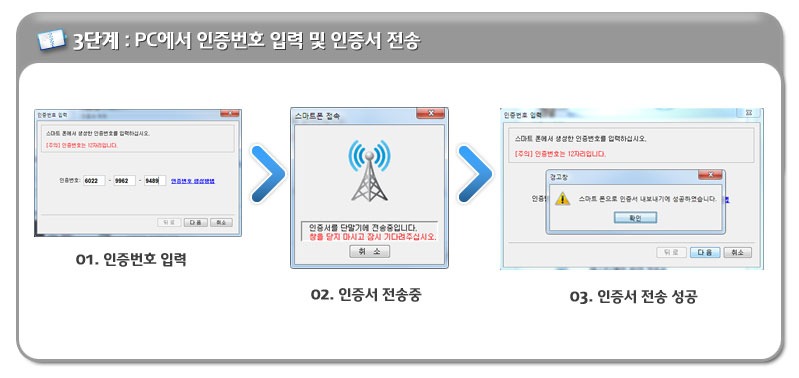 3단계 : PC에서 인증번호 입력 및 인증서 전송
인증번호 입력
스마트 폰에서 생성한 인증번호를 입력하십시오.
[주의] 인증번호는 12자리입니다.
인증번호: 6022 - 9962 - 9489 인증번호 생성방법
뒤 로 다 음 취소
01. 인증번호 입력
스마트폰 접속
인증서를 단말기에 전송중입니다.
창을 닫지 마시고 잠시 기다려주십시오.
취 소
02. 인증서 전송중
인증번호 입력
스마트 폰에서 생성한 인증번호를 입력하십시오.
[주의] 인증번호는 12자리입니다.
경고창
스마트 폰으로 인증서 내보내기에 성공하였습니다.
확인
뒤 로 다 음 취소
03. 인증서 전송 성공